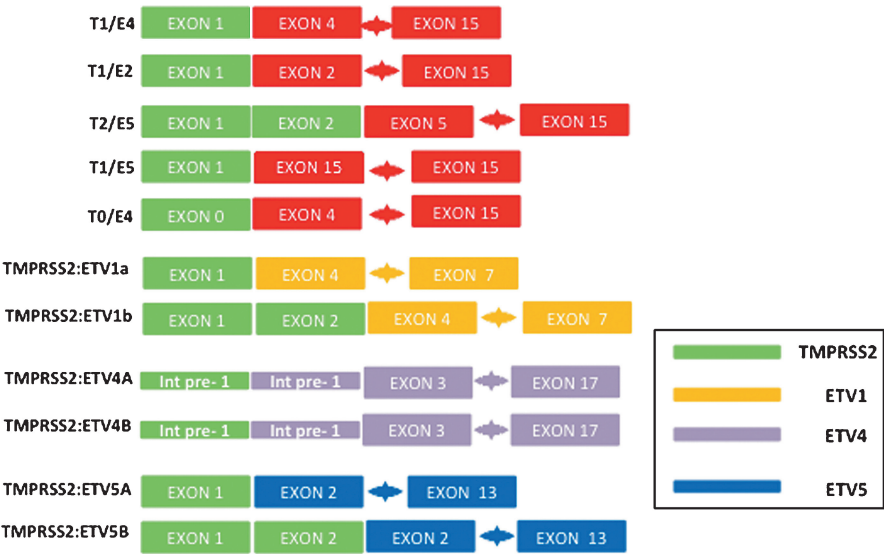 T1/E4 EXON 1 EXON 4 EXON 15
T1/E2 EXON 1 EXON 2 EXON 15
T2/E5 EXON 1 EXON 2 EXON 5 EXON 15
T1/E5 EXON 1 EXON 15 EXON 15
T0/E4 EXON 0 EXON 4 EXON 15
TMPRSS2:ETV1a EXON 1 EXON 4 EXON 7
TMPRSS2:ETV1b EXON 1 EXON 2 EXON 4 EXON 7
TMPRSS2:ETV4A Int pre- 1 Int pre- 1 EXON 3 EXON 17
TMPRSS2:ETV4B Int pre- 1 Int pre- 1 EXON 3 EXON 17
TMPRSS2:ETV5A EXON 1 EXON 2 EXON 13
TMPRSS2:ETV5B EXON 1 EXON 2 EXON 2 EXON 13
TMPRSS2
ETV1
ETV4
ETV5